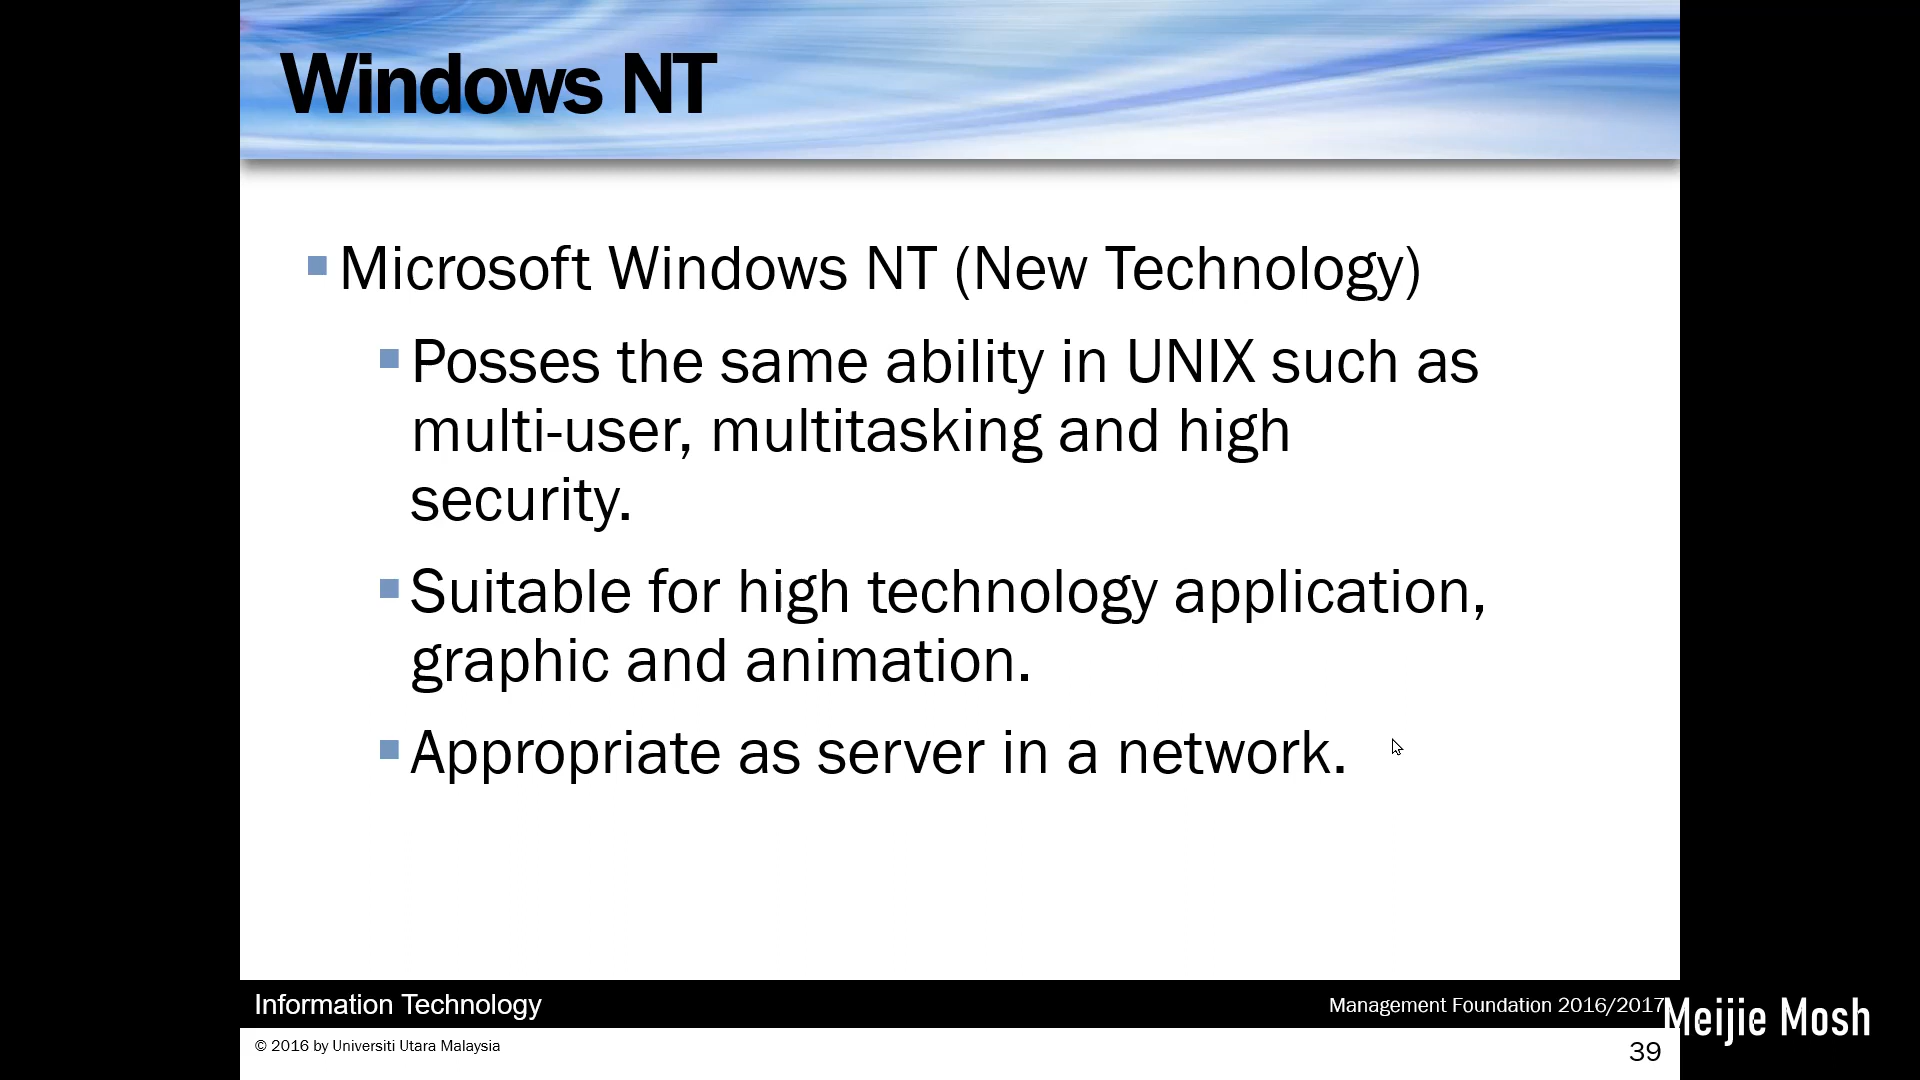 Windows NT
Microsoft Windows NT (New Technology)
Posses the same ability in UNIX such as
multi-user, multitasking and high
security.
Suitable for high technology application,
graphic and animation.
Appropriate as server in a network.
Information Technology
Management Foundation 2016/2017
Meijie Mosh
© 2016 by Universiti Utara Malaysia
39